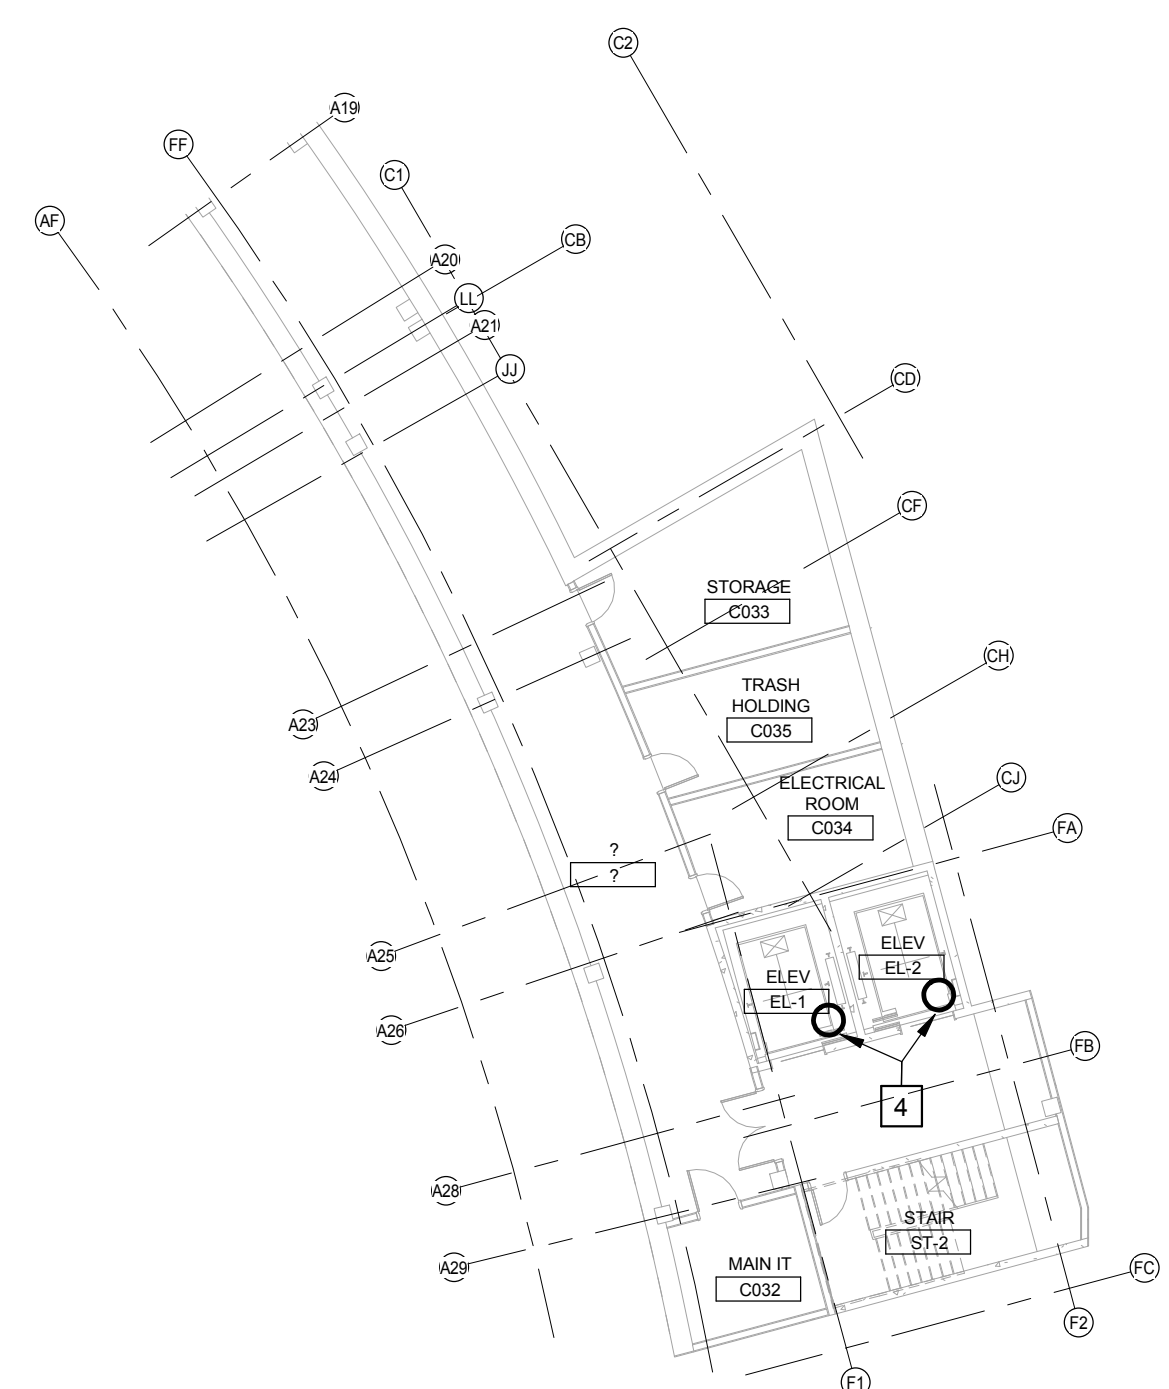 C2
A19
FF
C1
AF
CB
A20
LL
A21
JJ
CD
CF
STORAGE
C033
CH
TRASH
HOLDING
C035
A23
A24
CJ
ELECTRICAL
ROOM
C034
FA
?
?
A25
ELEV
EL-2
ELEV
EL-1
A26
FB
4
A28
STAIR
ST-2
A29
MAIN IT
C032
FC
F2
F1